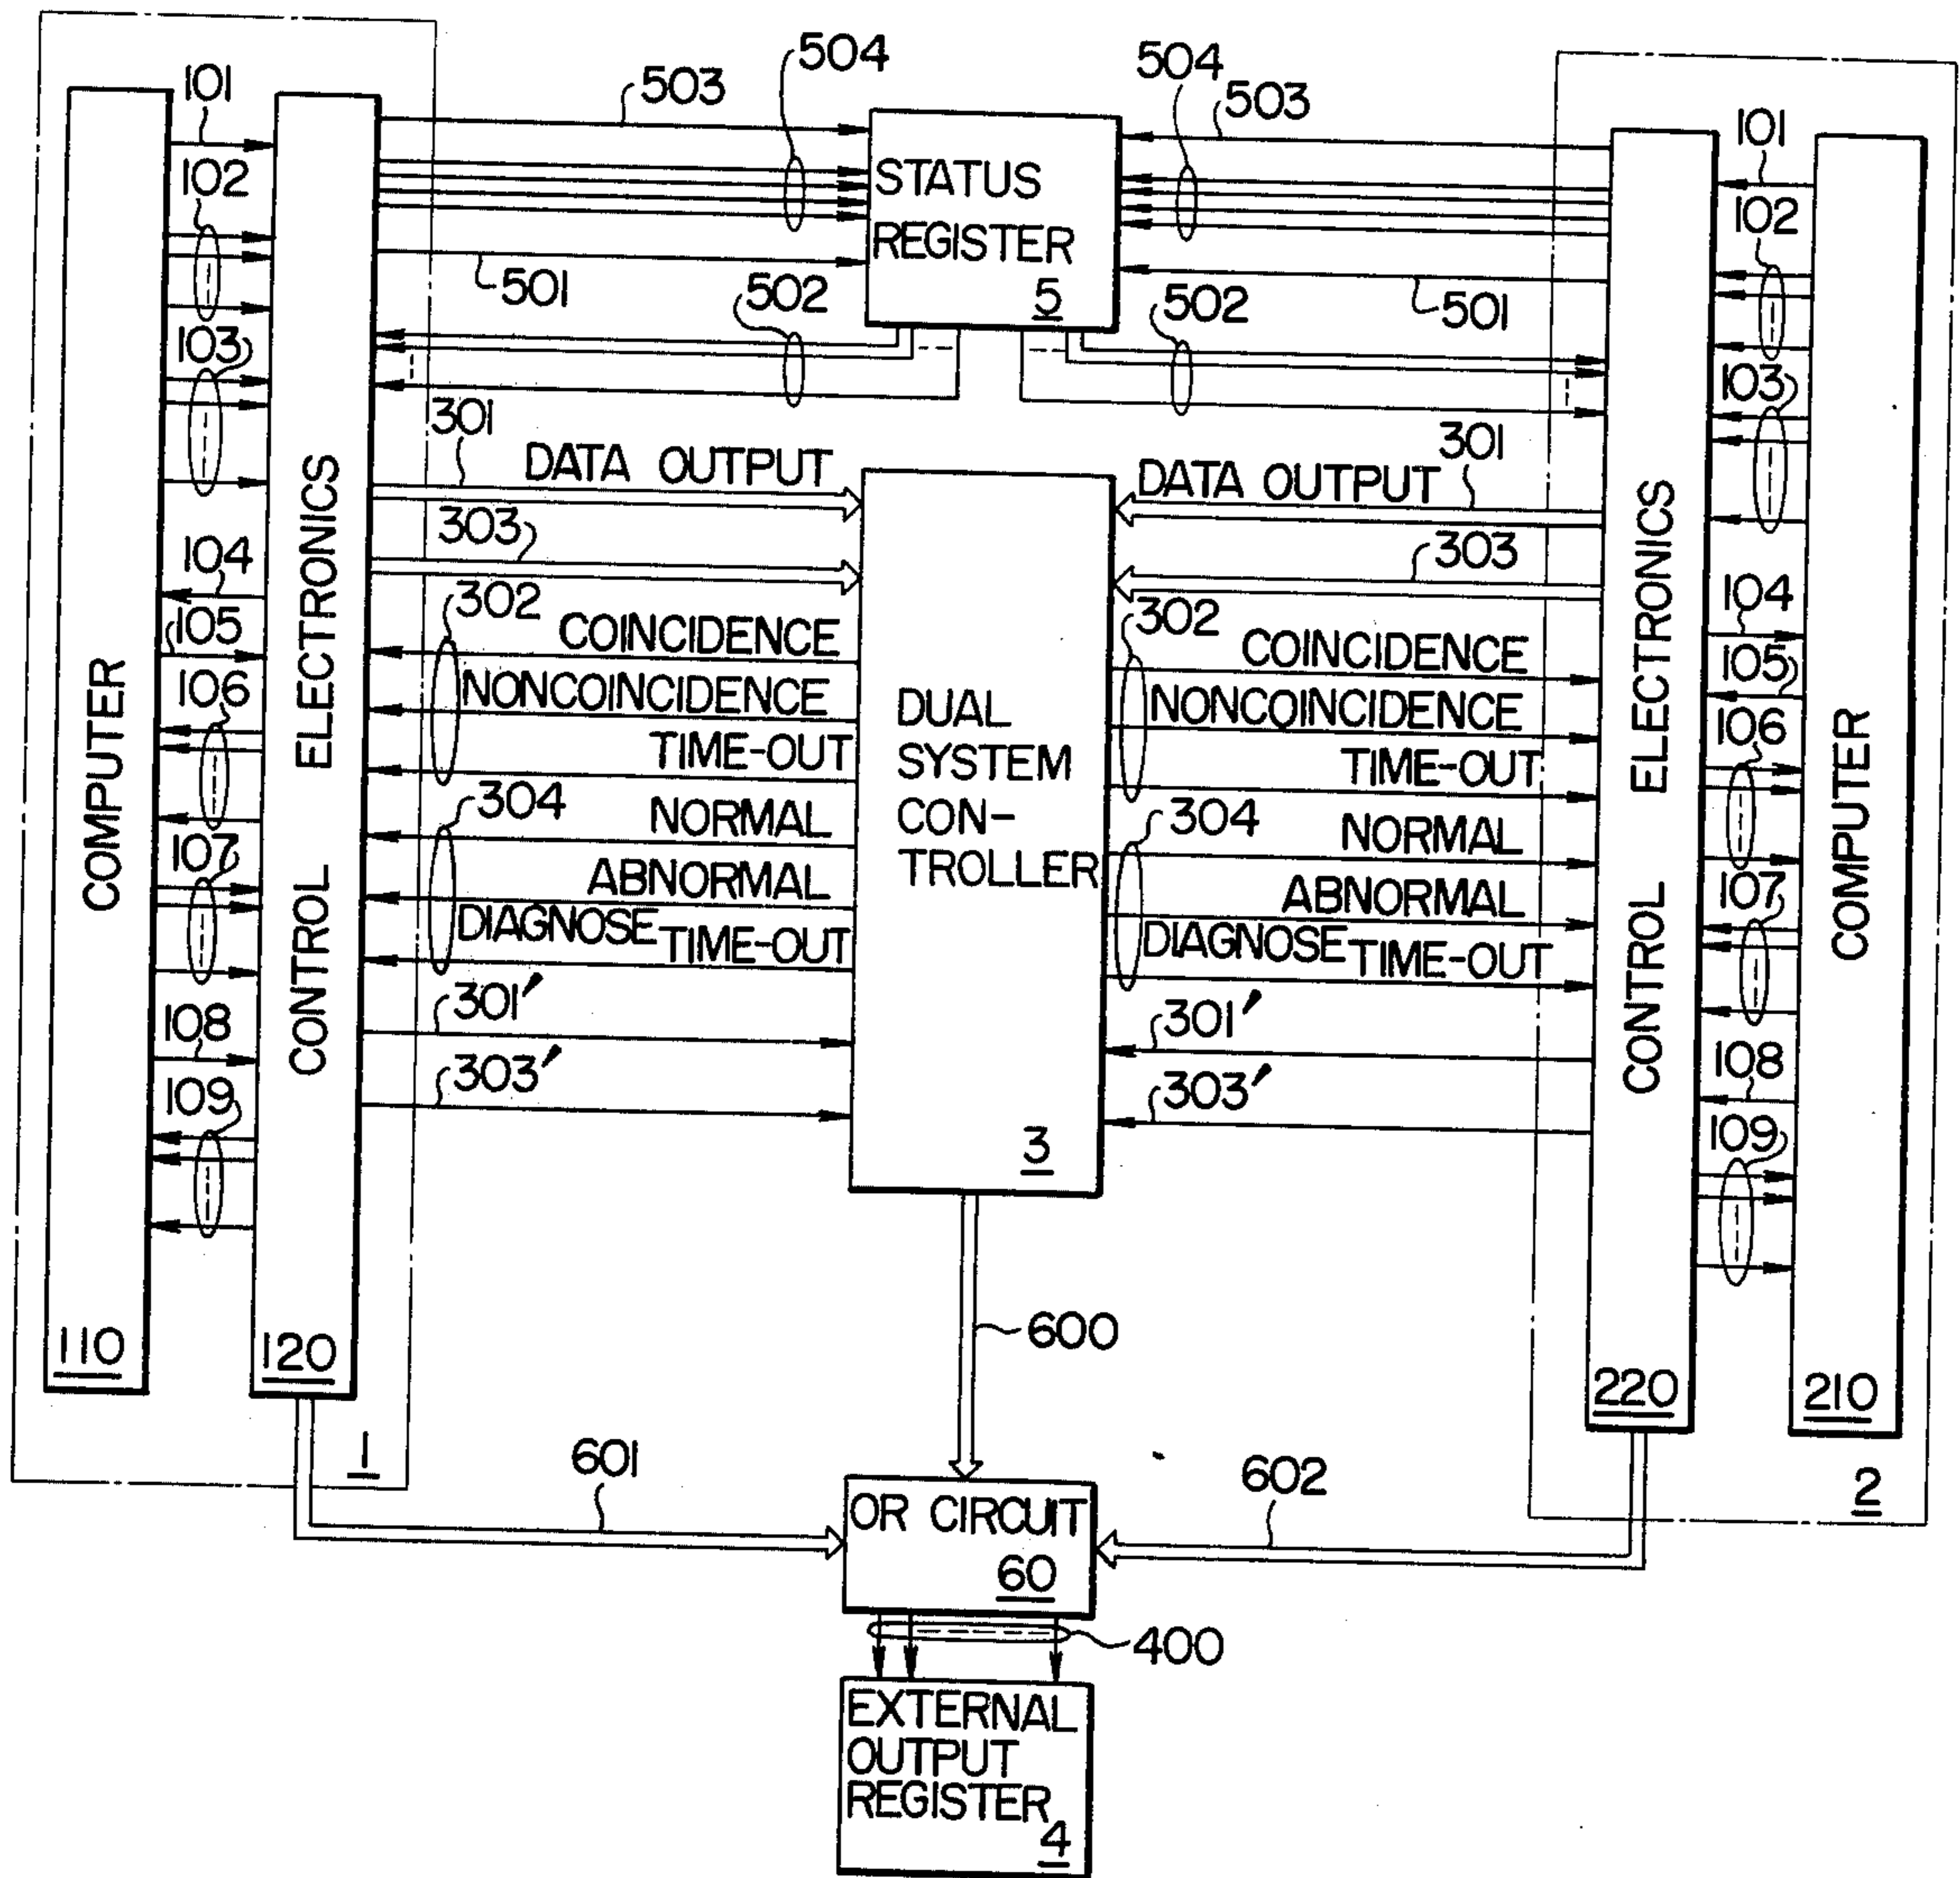 504
504
503
503
101
101
102
102
STATUS
REGISTER
5
501
501
502
502
103
103
301
301
DATA OUTPUT
DATA OUTPUT
303
303
104
104
302
302
105
105
COINCIDENCE
COINCIDENCE
106
106
NONCOINCIDENCE
NONCOINCIDENCE
TIME-OUT
TIME-OUT
DUAL
SYSTEM
CON-
TROLLER
3
304
304
NORMAL
NORMAL
107
107
ABNORMAL
ABNORMAL
DIAGNOSE TIME-OUT
DIAGNOSE TIME-OUT
301′
301′
108
108
303′
303′
109
109
COMPUTER
CONTROL ELECTRONICS
CONTROL ELECTRONICS
COMPUTER
600
110
120
220
210
1
2
601
602
OR CIRCUIT
60
400
EXTERNAL
OUTPUT
REGISTER
4